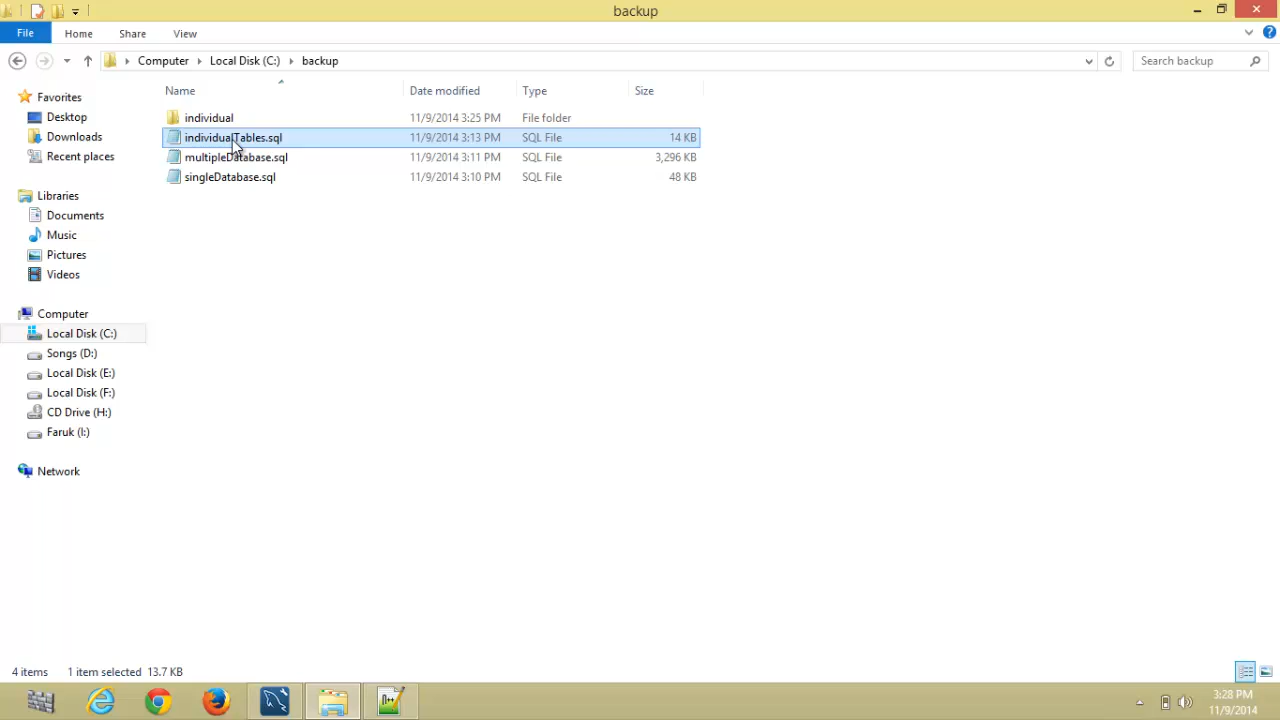 backup
File Home Share View
Computer Local Disk (C:) backup Search backup
Name Date modified Type Size
Favorites
Desktop
Downloads
Recent places
Libraries
Documents
Music
Pictures
Videos
Computer
Local Disk (C:)
Songs (D:)
Local Disk (E:)
Local Disk (F:)
CD Drive (H:)
Faruk (I:)
Network
individual 11/9/2014 3:25 PM File folder
individualTables.sql 11/9/2014 3:13 PM SQL File 14 KB
multipleDatabase.sql 11/9/2014 3:11 PM SQL File 3,296 KB
singleDatabase.sql 11/9/2014 3:10 PM SQL File 48 KB
4 items 1 item selected 13.7 KB
3:28 PM
11/9/2014